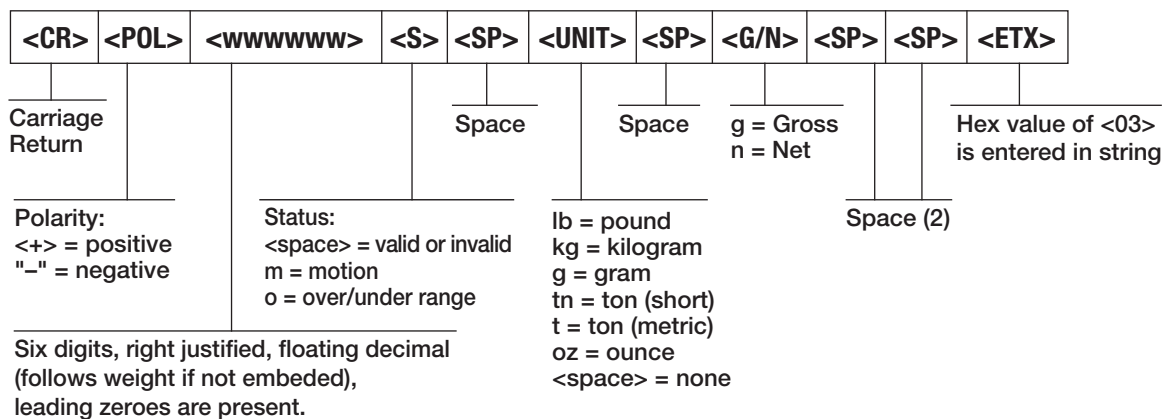 <CR> <POL> <wwwwww> <S> <SP> <UNIT> <SP> <G/N> <SP> <SP> <ETX>
Carriage
Return
Space
Space
g = Gross
n = Net
Hex value of <03>
is entered in string
Polarity:
<+> = positive
"–" = negative
Status:
<space> = valid or invalid
m = motion
o = over/under range
lb = pound
kg = kilogram
g = gram
tn = ton (short)
t = ton (metric)
oz = ounce
<space> = none
Space (2)
Six digits, right justified, floating decimal
(follows weight if not embeded),
leading zeroes are present.